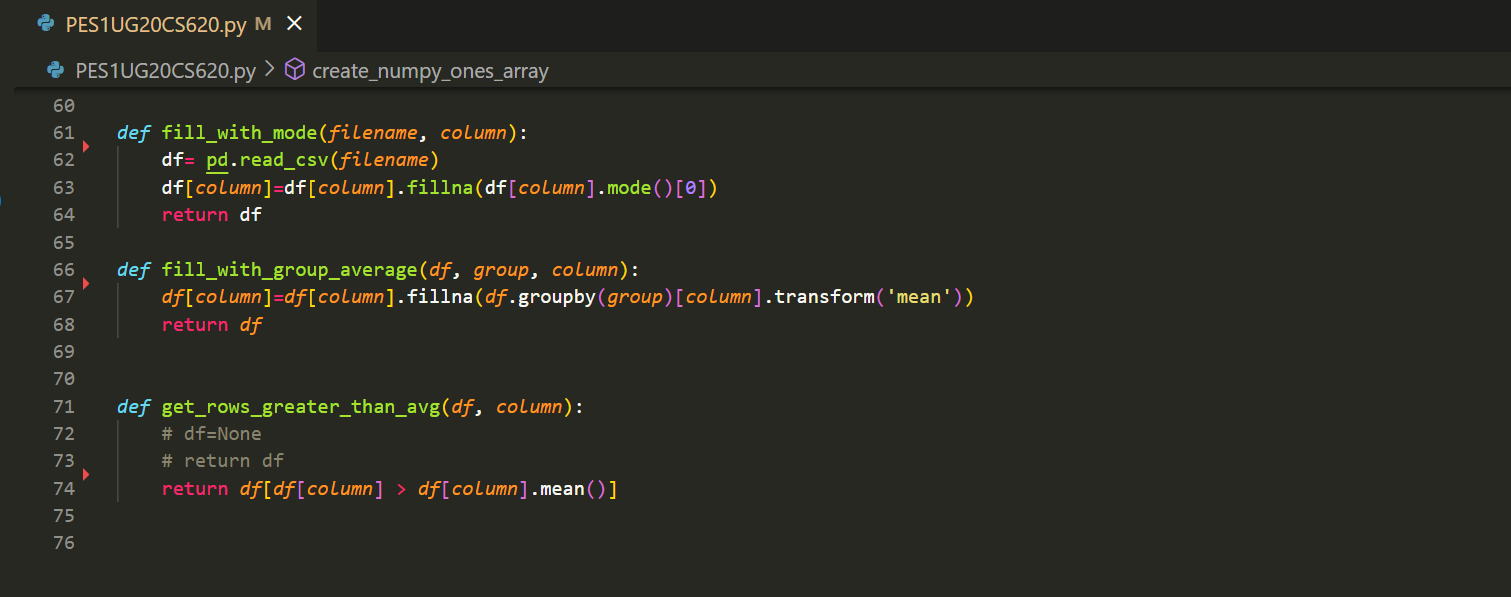 PES1UG20CS620.py M ×
PES1UG20CS620.py > create_numpy_ones_array
60
61 def fill_with_mode(filename, column):
62     df= pd.read_csv(filename)
63     df[column]=df[column].fillna(df[column].mode()[0])
64     return df
65
66 def fill_with_group_average(df, group, column):
67     df[column]=df[column].fillna(df.groupby(group)[column].transform('mean'))
68     return df
69
70
71 def get_rows_greater_than_avg(df, column):
72     # df=None
73     # return df
74     return df[df[column] > df[column].mean()]
75
76